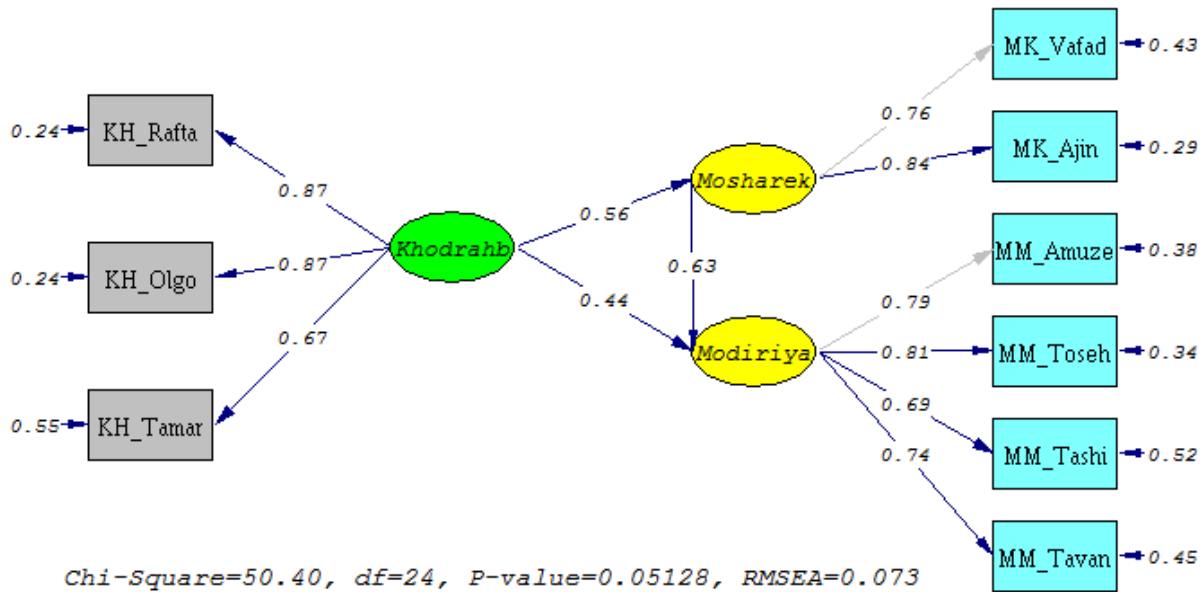 MK_Vafad
0.43
0.76
KH_Rafta
0.24
MK_Ajin
0.29
0.84
Mosharek
0.87
0.56
MM_Amuze
0.38
Khodrahb
0.63
KH_Olgo
0.24
0.87
0.44
0.79
0.67
Modiriya
0.81
MM_Toseh
0.34
0.69
KH_Tamar
0.55
0.74
MM_Tashi
0.52
MM_Tavan
0.45
Chi-Square=50.40, df=24, P-value=0.05128, RMSEA=0.073